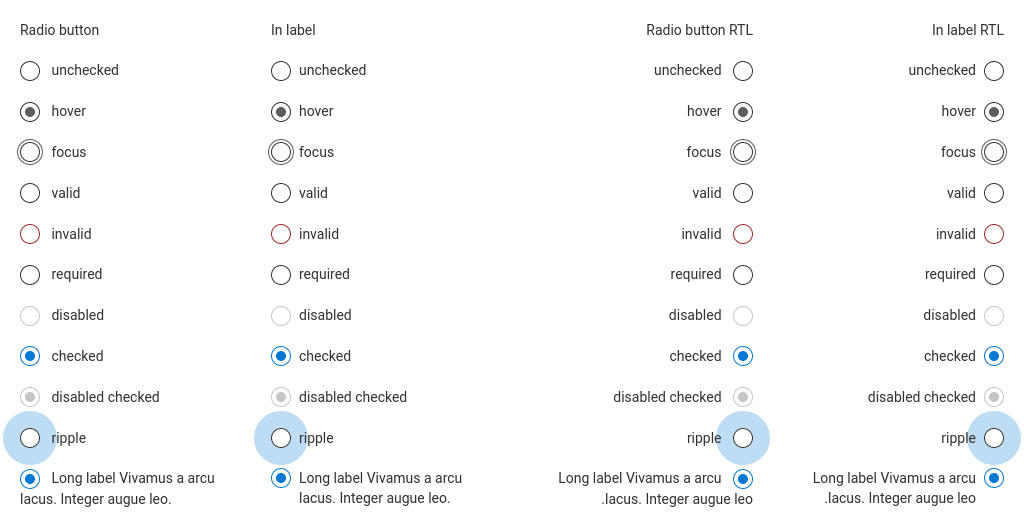 Radio button
unchecked
hover
focus
valid
invalid
required
disabled
checked
disabled checked
ripple
Long label Vivamus a arcu
lacus. Integer augue leo.
In label
unchecked
hover
focus
valid
invalid
required
disabled
checked
disabled checked
ripple
Long label Vivamus a arcu
lacus. Integer augue leo.
Radio button RTL
unchecked
hover
focus
valid
invalid
required
disabled
checked
disabled checked
ripple
Long label Vivamus a arcu
.lacus. Integer augue leo
In label RTL
unchecked
hover
focus
valid
invalid
required
disabled
checked
disabled checked
ripple
Long label Vivamus a arcu
.lacus. Integer augue leo